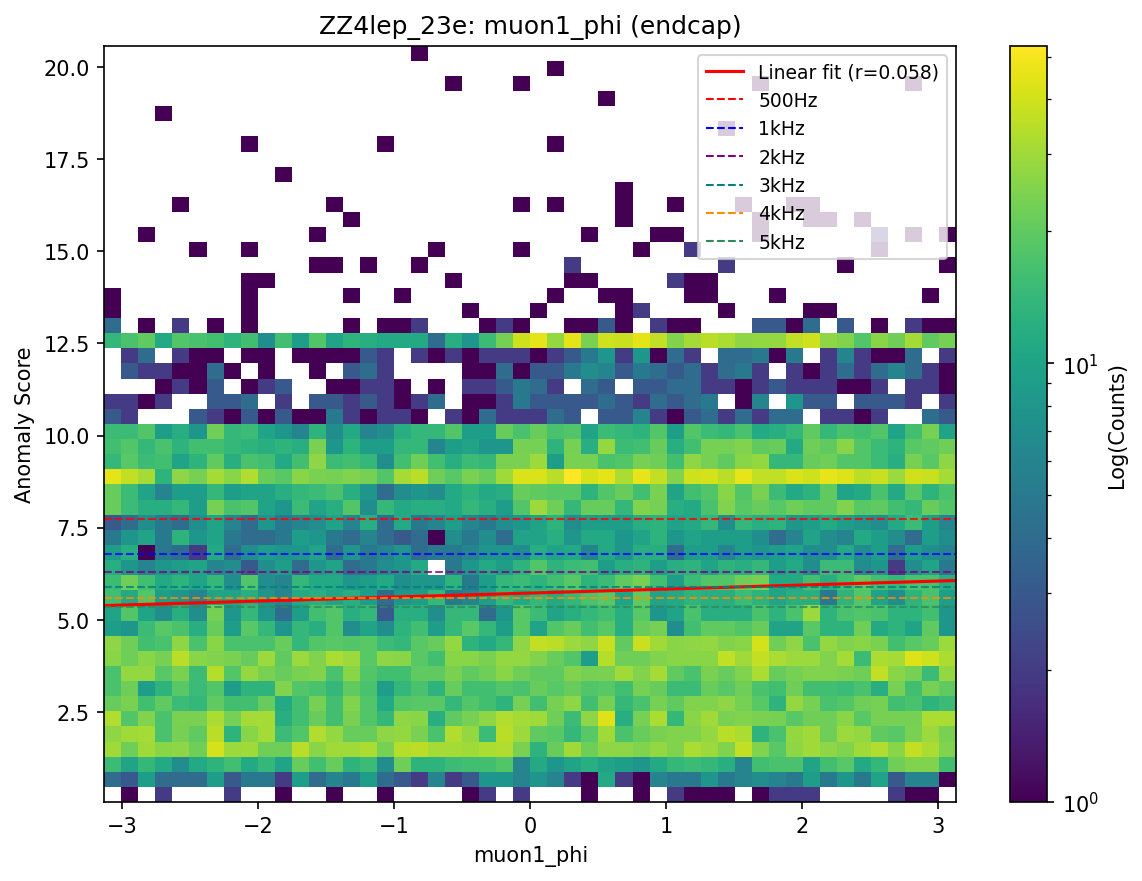 ZZ4lep_23e: muon1_phi (endcap)
Anomaly Score
20.0
17.5
15.0
12.5
10.0
7.5
5.0
2.5
Linear fit (r=0.058)
500Hz
1kHz
2kHz
3kHz
4kHz
5kHz
−3
−2
−1
0
1
2
3
muon1_phi
10¹
10⁰
Log(Counts)